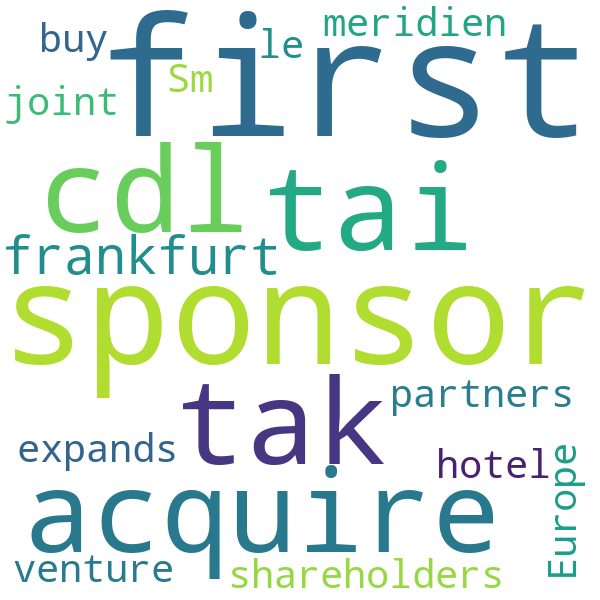 meridien
first
buy
le
Sm
joint
cdl
tai
frankfurt
sponsor
tak
partners
expands
hotel
Europe
acquire
venture
shareholders